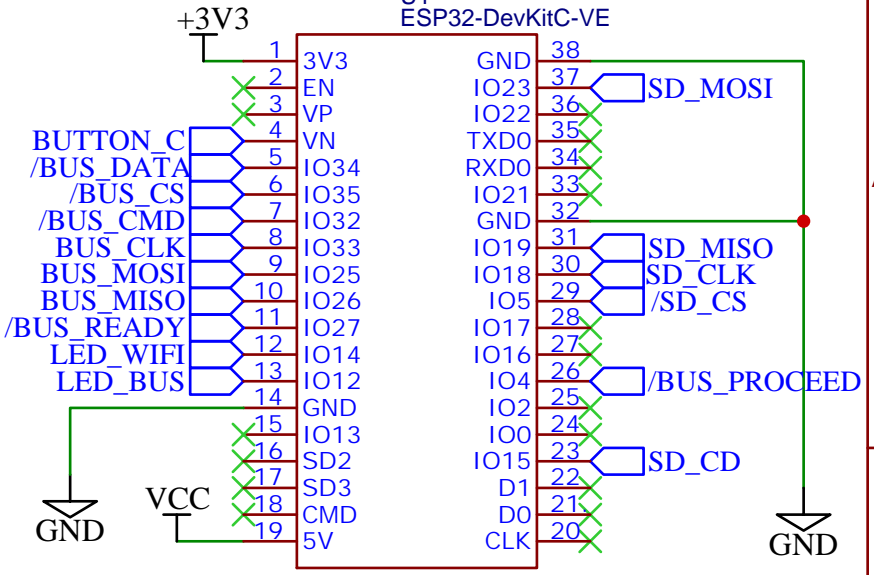 ESP32-DevKitC-VE
+3V3
1 3V3 GND 38
2 EN IO23 37 SD_MOSI
3 VP IO22 36
BUTTON_C 4 VN TXD0 35
/BUS_DATA 5 IO34 RXD0 34
/BUS_CS 6 IO35 IO21 33
/BUS_CMD 7 IO32 GND 32
BUS_CLK 8 IO33 IO19 31 SD_MISO
BUS_MOSI 9 IO25 IO18 30 SD_CLK
BUS_MISO 10 IO26 IO5 29 /SD_CS
/BUS_READY 11 IO27 IO17 28
LED_WIFI 12 IO14 IO16 27
LED_BUS 13 IO12 IO4 26 /BUS_PROCEED
14 GND IO2 25
15 IO13 IO0 24
16 SD2 IO15 23 SD_CD
17 SD3 D1 22
VCC 18 CMD D0 21
19 5V CLK 20
GND
GND